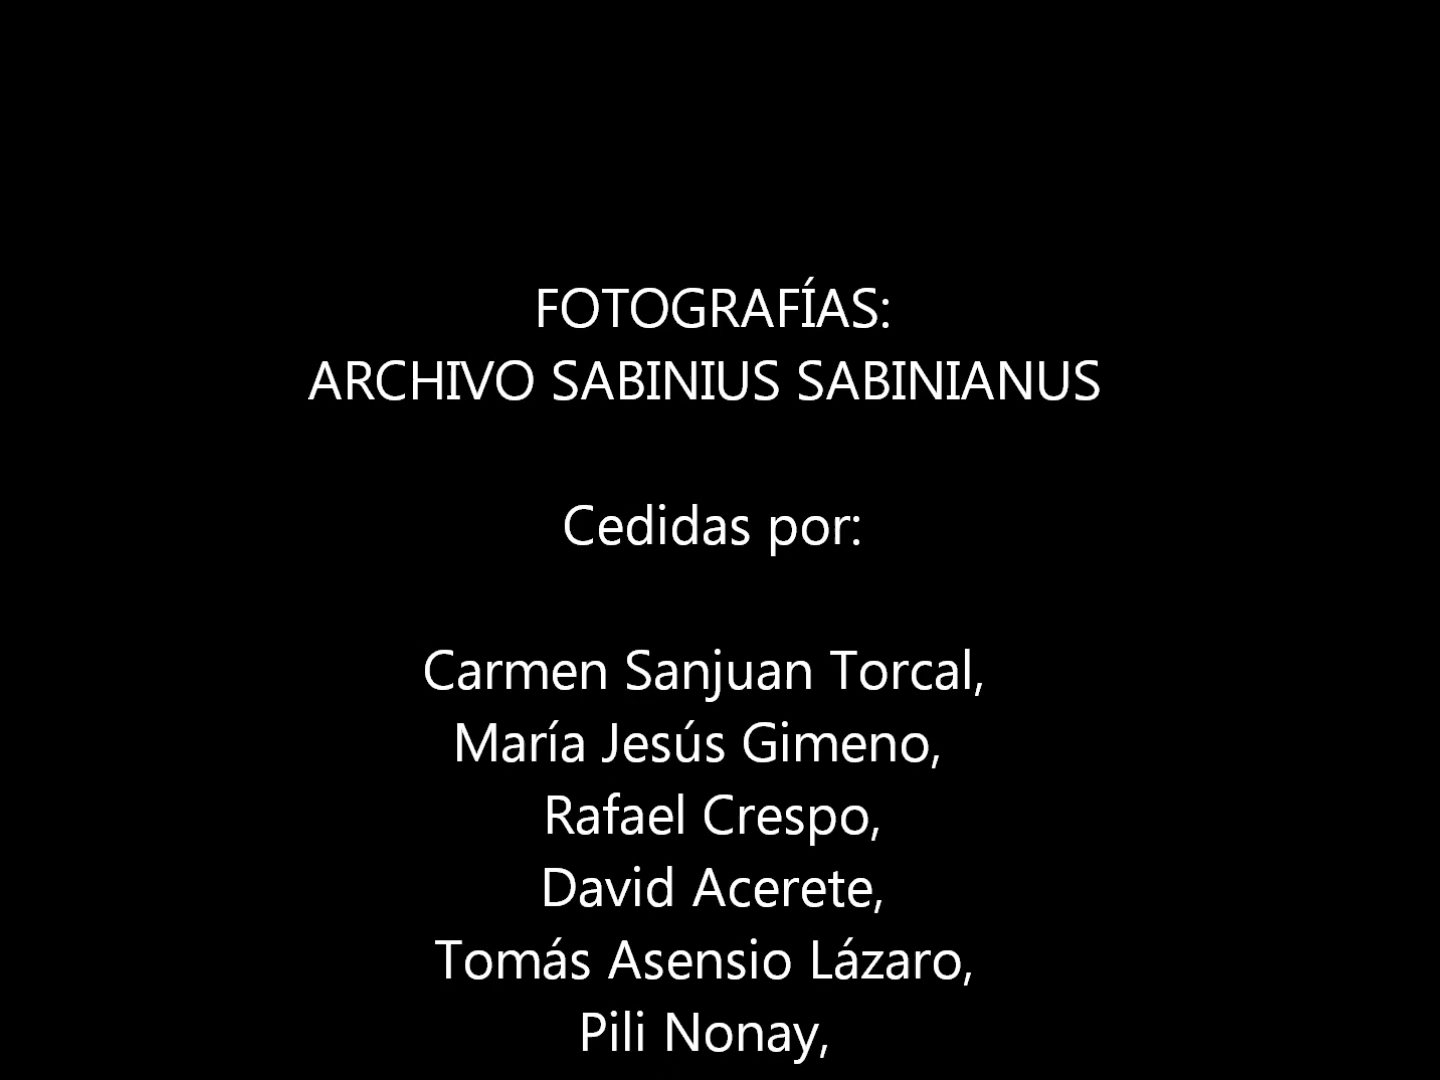 FOTOGRAFÍAS:
ARCHIVO SABINIUS SABINIANUS
Cedidas por:
Carmen Sanjuan Torcal,
María Jesús Gimeno,
Rafael Crespo,
David Acerete,
Tomás Asensio Lázaro,
Pili Nonay,